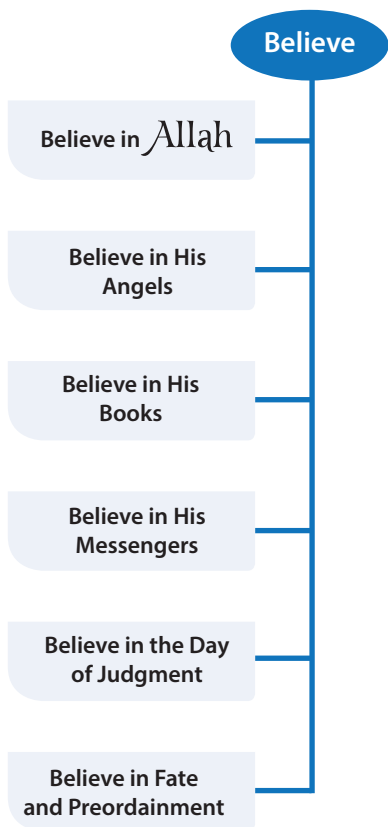 Believe
Believe in Allah
Believe in His
Angels
Believe in His
Books
Believe in His
Messengers
Believe in the Day
of Judgment
Believe in Fate
and Preordainment